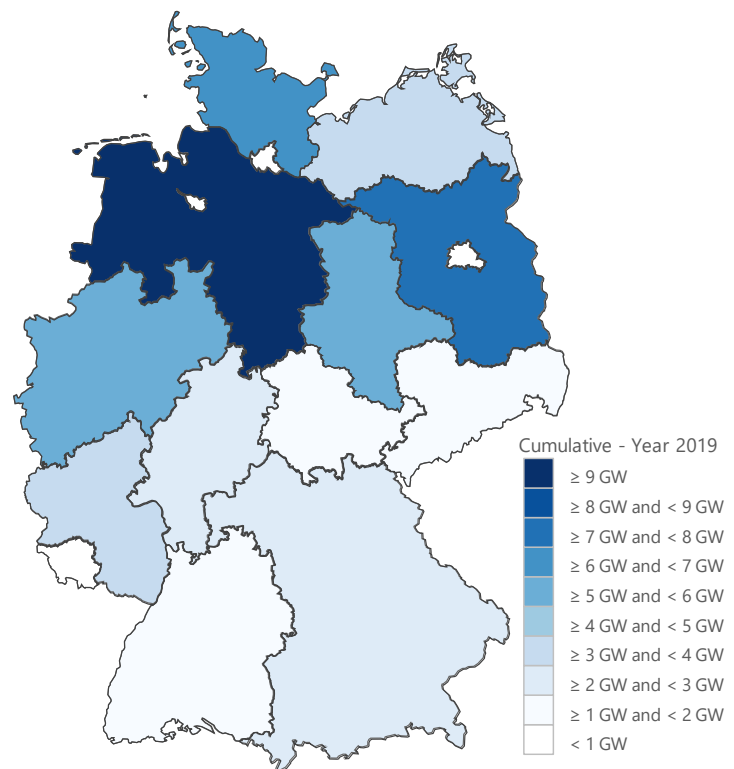 Cumulative - Year 2019
≥ 9 GW
≥ 8 GW and < 9 GW
≥ 7 GW and < 8 GW
≥ 6 GW and < 7 GW
≥ 5 GW and < 6 GW
≥ 4 GW and < 5 GW
≥ 3 GW and < 4 GW
≥ 2 GW and < 3 GW
≥ 1 GW and < 2 GW
< 1 GW